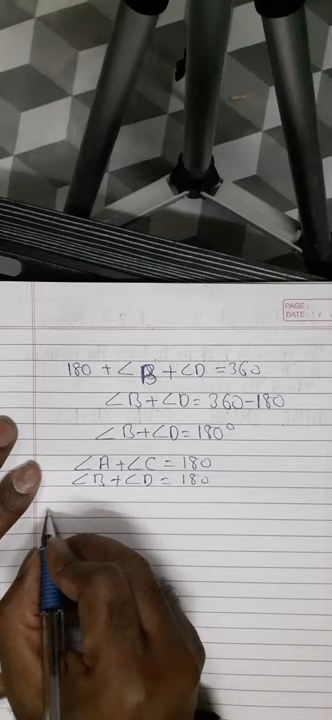 PAGE:
DATE: / /
180 + ∠B + ∠D = 360
∠B + ∠D = 360 - 180
∠B + ∠D = 180°
∠A + ∠C = 180
∠B + ∠D = 180